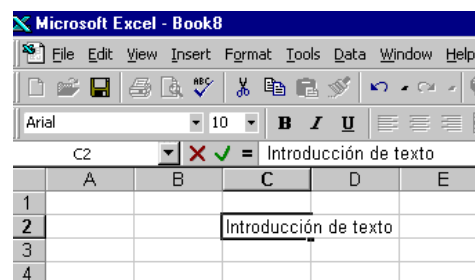 Microsoft Excel - Book8
File Edit View Insert Format Tools Data Window Help
ABC
Arial 10 B I U
C2 = Introducción de texto
A B C D E
1
2 Introducción de texto
3
4